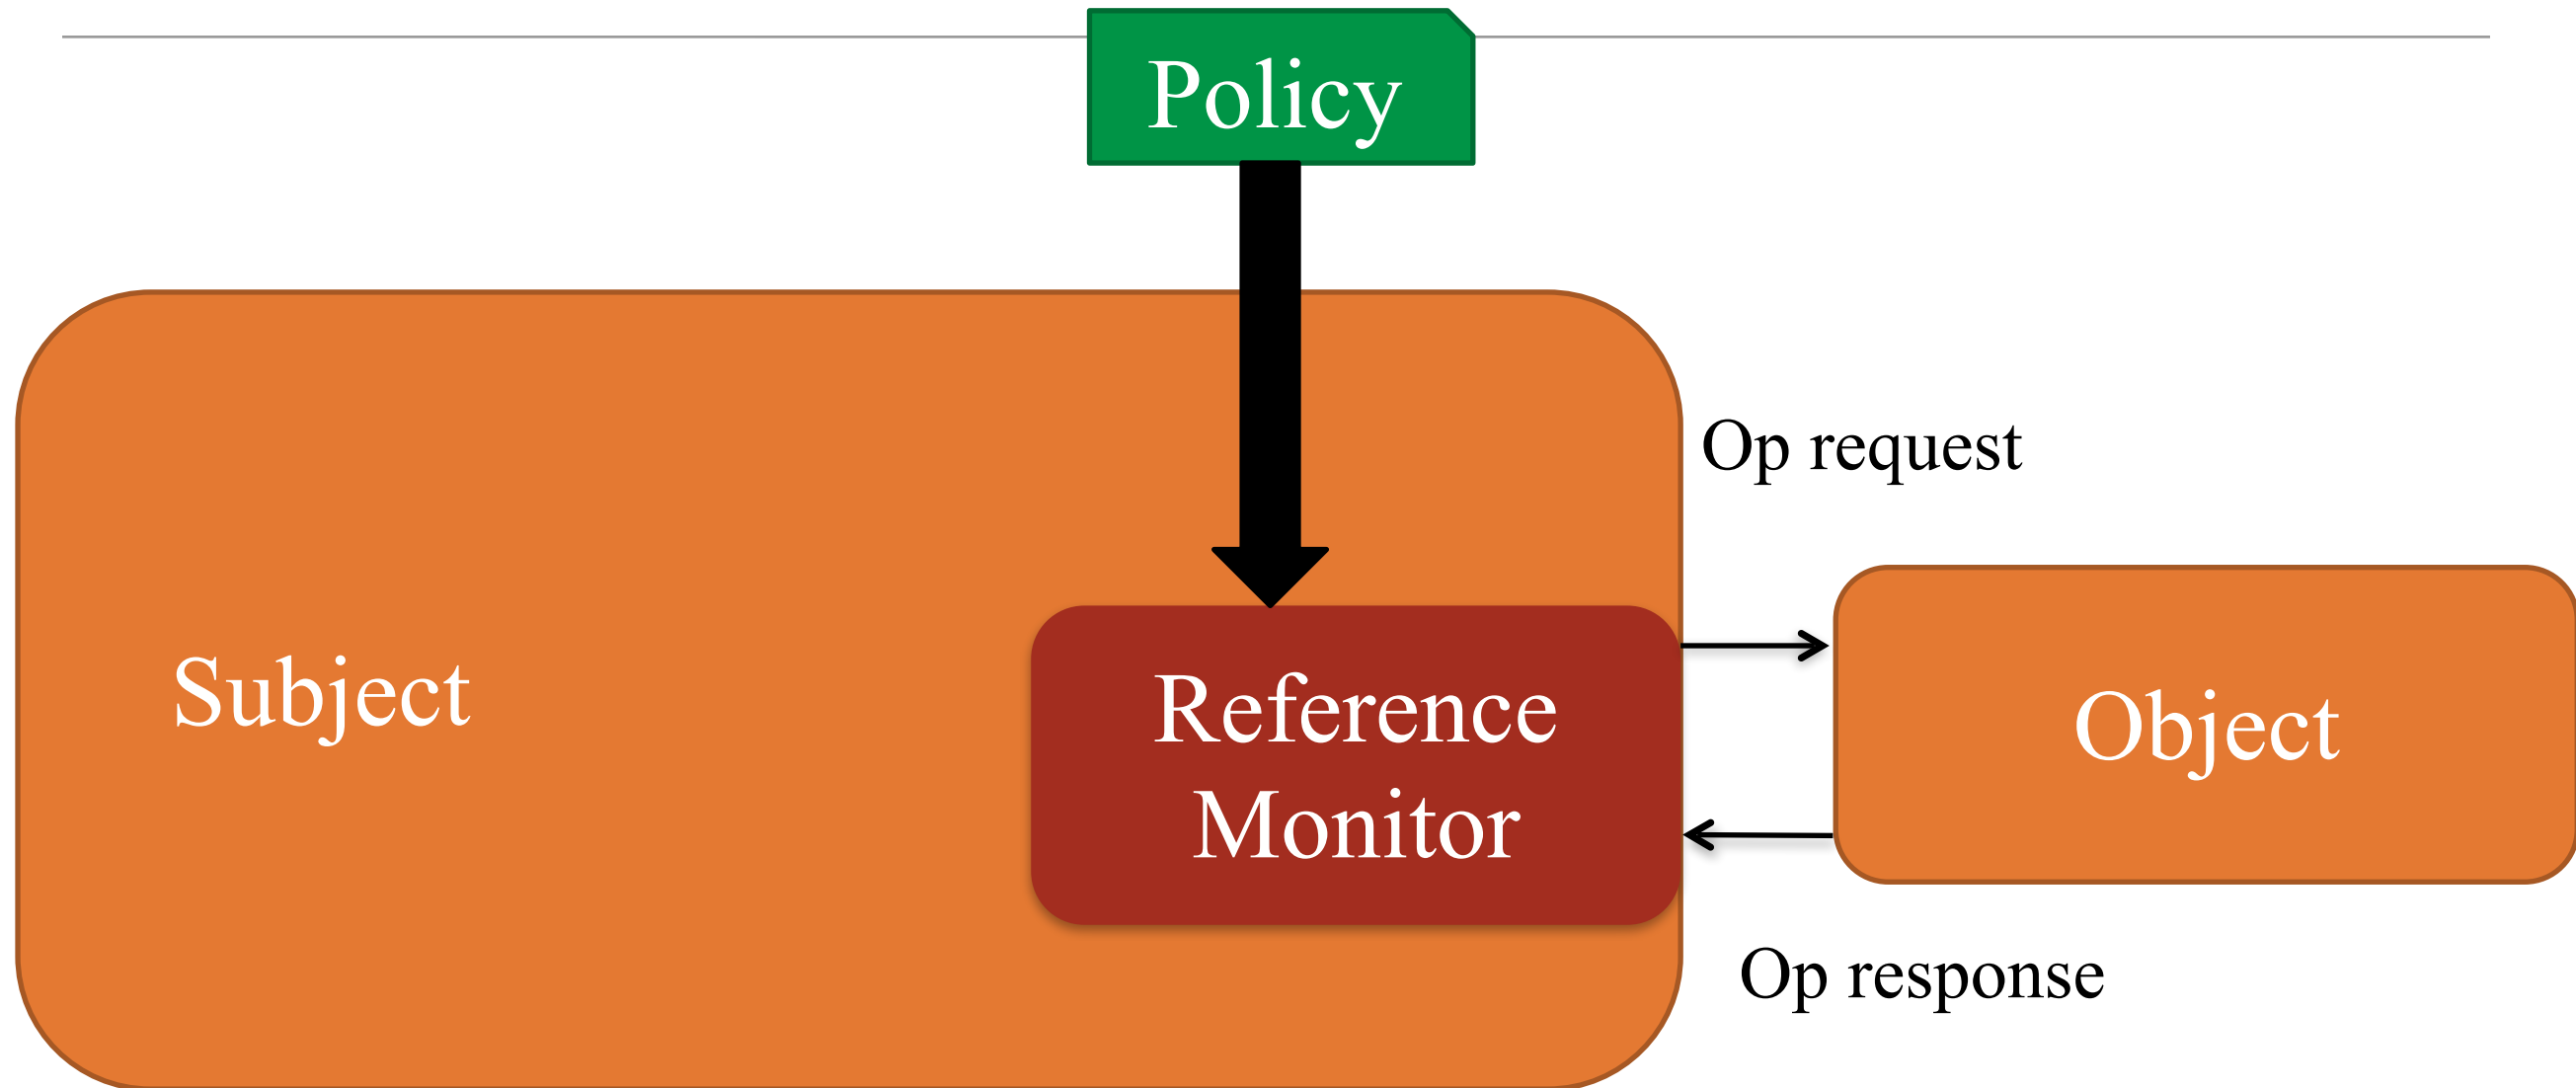 Policy
Op request
Subject
Reference
Monitor
Object
Op response